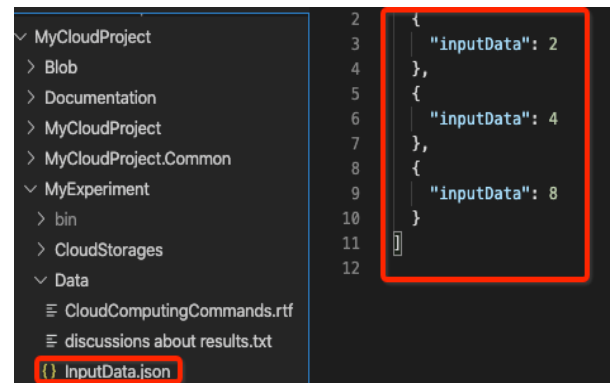 MyCloudProject
Blob
Documentation
MyCloudProject
MyCloudProject.Common
MyExperiment
bin
CloudStorages
Data
CloudComputingCommands.rtf
discussions about results.txt
{} InputData.json
2 {
3 "inputData": 2
4 },
5 {
6 "inputData": 4
7 },
8 {
9 "inputData": 8
10 }
11 ]
12